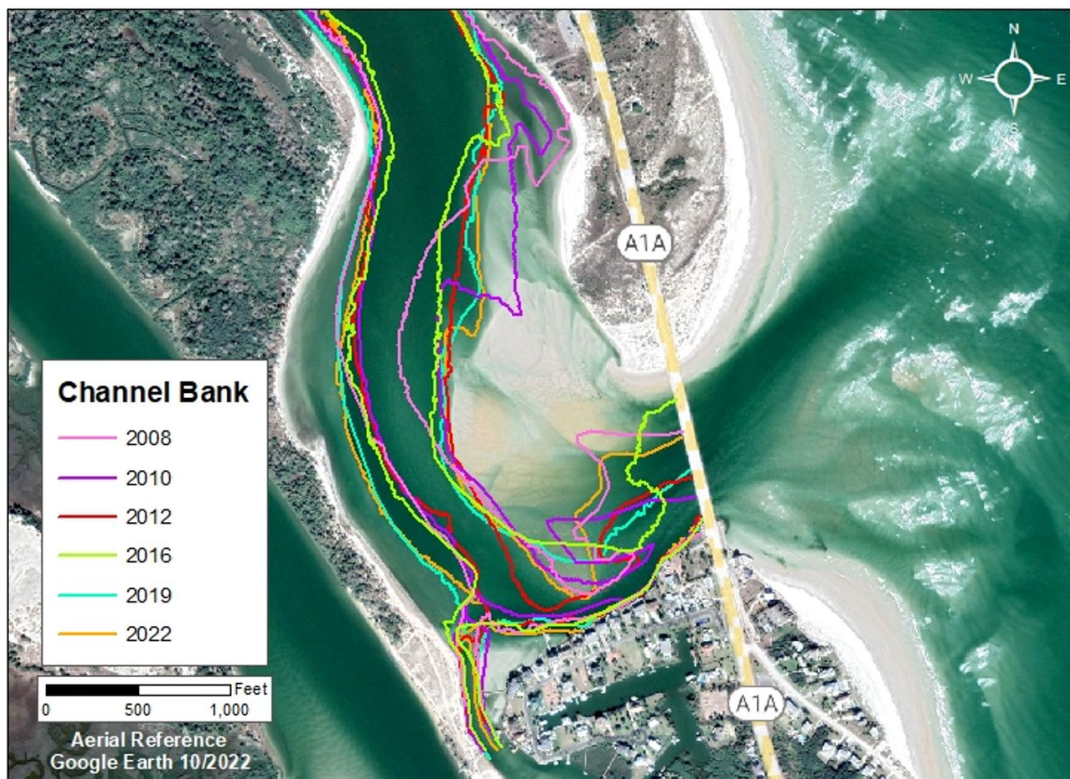 N
W E
S
A1A
Channel Bank
2008
2010
2012
2016
2019
2022
Feet
0 500 1,000
A1A
Aerial Reference
Google Earth 10/2022